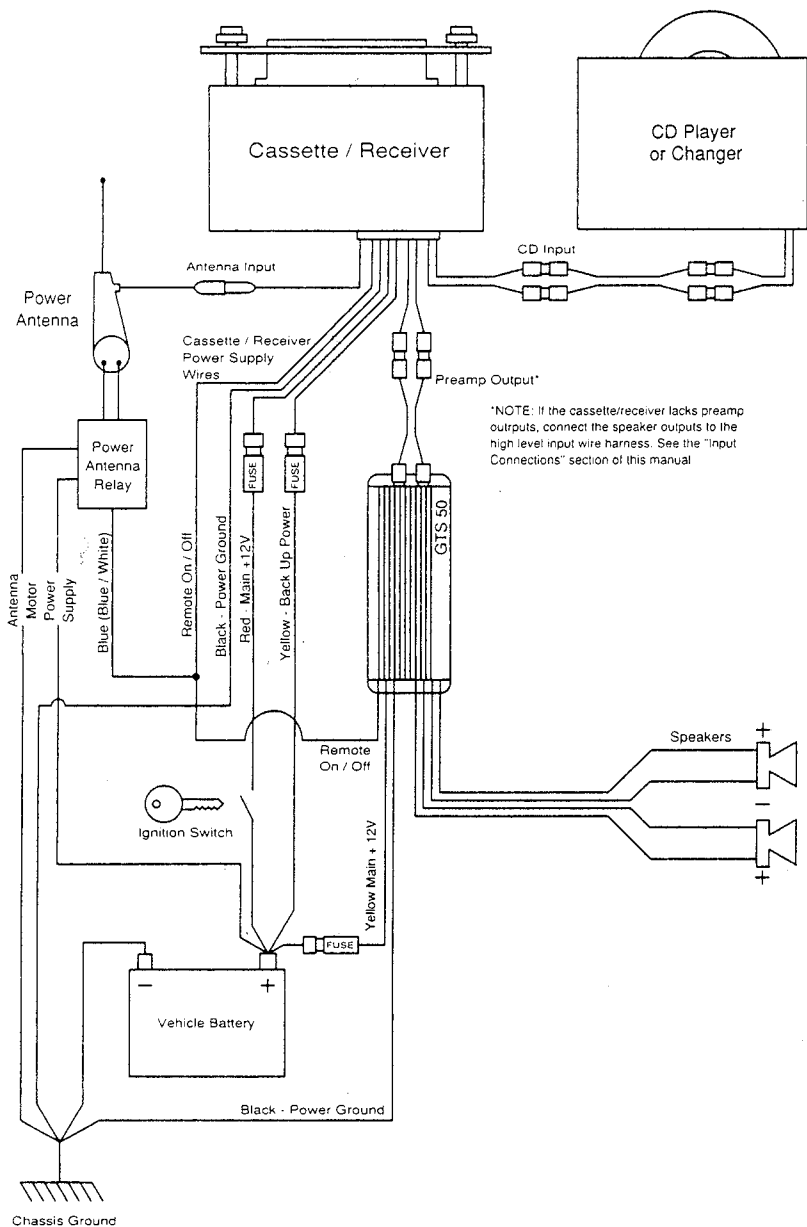 Cassette / Receiver
CD Player
or Changer
CD Input
Antenna Input
Power
Antenna
Cassette / Receiver
Power Supply
Wires
Preamp Output*
*NOTE: If the cassette/receiver lacks preamp
outrputs, connect the speaker outputs to the
high level input wire harness. See the "Input
Connections" section of this manual
Power
Antenna
Relay
FUSE
FUSE
GTS 50
Antenna
Motor
Power
Supply
Blue (Blue / White)
Remote On / Off
Black - Power Ground
Red - Main +12V
Yellow - Back Up Power
Remote
On / Off
Speakers
+
−
+
Ignition Switch
Yellow Main + 12V
FUSE
−
+
Vehicle Battery
Black - Power Ground
Chassis Ground